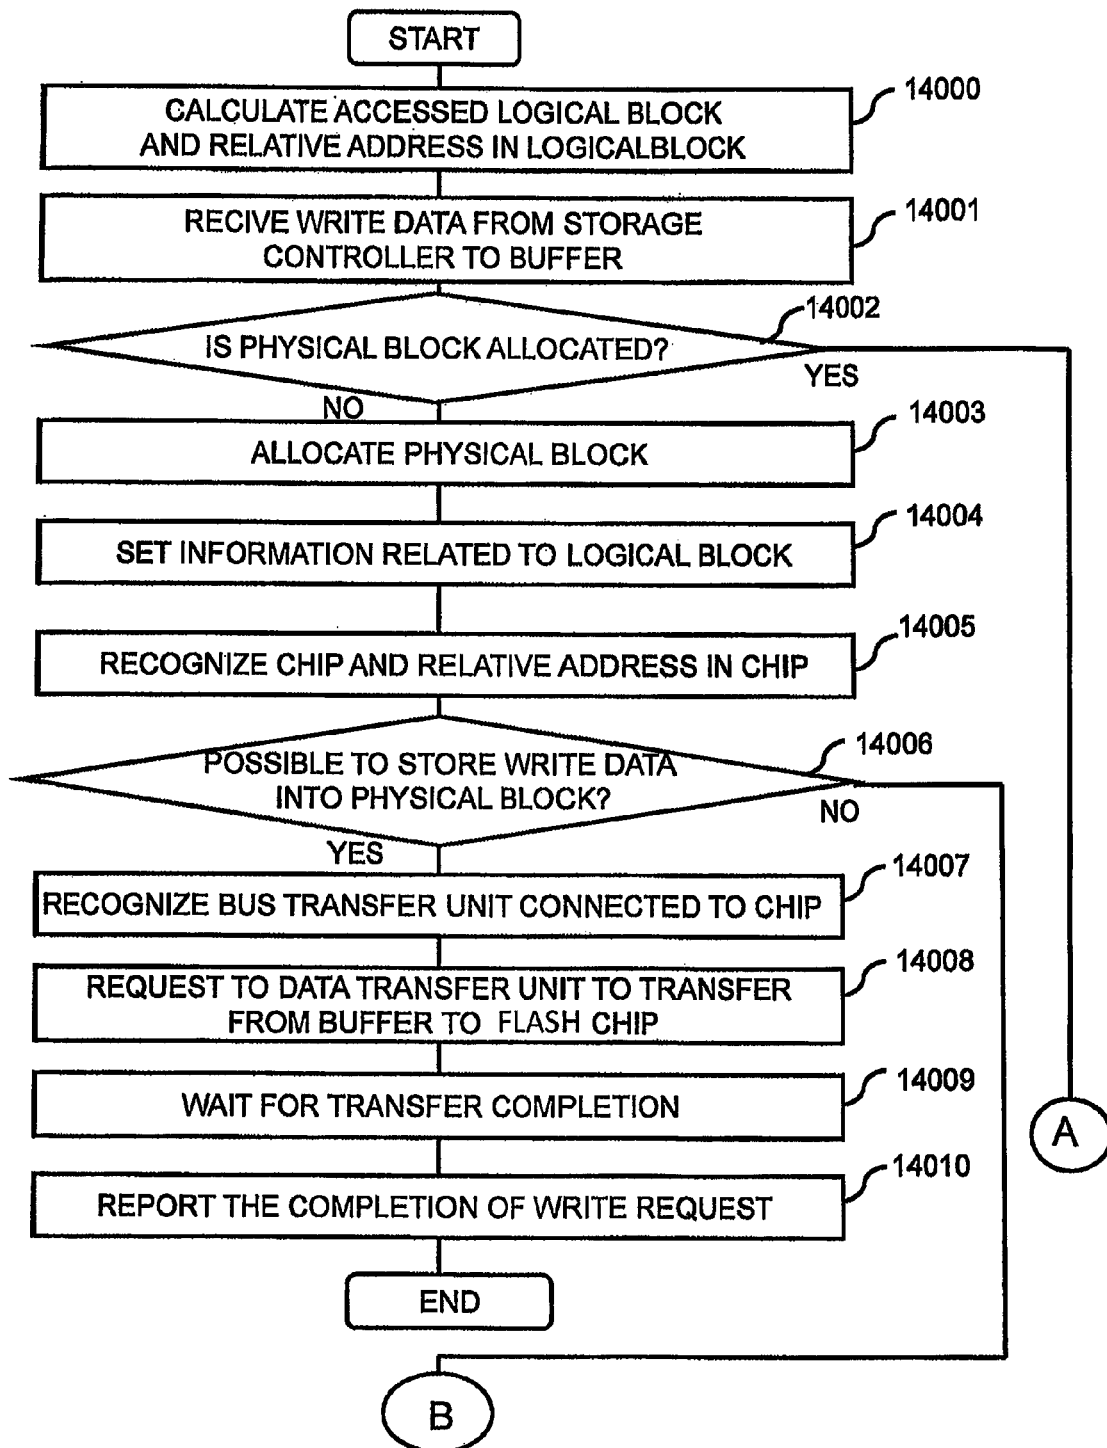 START
14000
CALCULATE ACCESSED LOGICAL BLOCK
AND RELATIVE ADDRESS IN LOGICALBLOCK
14001
RECIVE WRITE DATA FROM STORAGE
CONTROLLER TO BUFFER
14002
IS PHYSICAL BLOCK ALLOCATED?
YES
NO
14003
ALLOCATE PHYSICAL BLOCK
14004
SET INFORMATION RELATED TO LOGICAL BLOCK
14005
RECOGNIZE CHIP AND RELATIVE ADDRESS IN CHIP
14006
POSSIBLE TO STORE WRITE DATA
INTO PHYSICAL BLOCK?
NO
YES
14007
RECOGNIZE BUS TRANSFER UNIT CONNECTED TO CHIP
14008
REQUEST TO DATA TRANSFER UNIT TO TRANSFER
FROM BUFFER TO FLASH CHIP
14009
WAIT FOR TRANSFER COMPLETION
A
14010
REPORT THE COMPLETION OF WRITE REQUEST
END
B